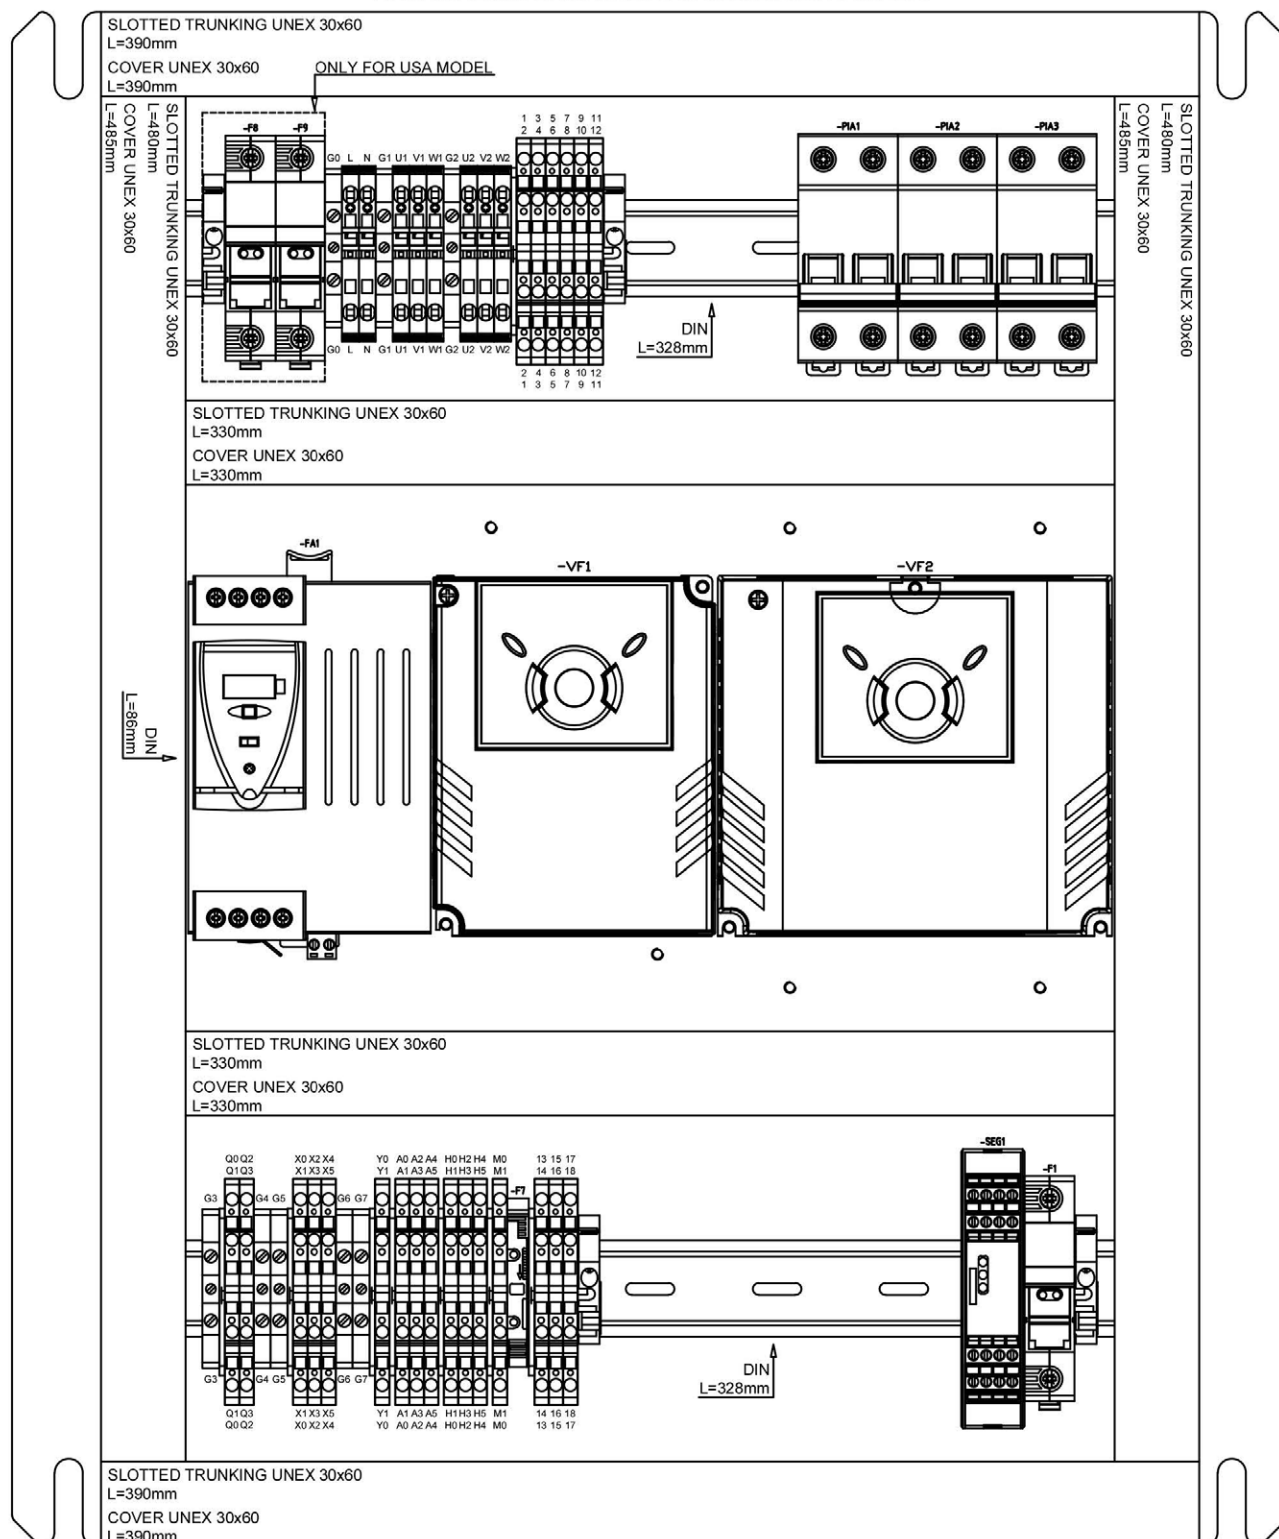 SLOTTED TRUNKING UNEX 30x60
L=390mm
COVER UNEX 30x60
L=390mm
ONLY FOR USA MODEL
SLOTTED TRUNKING UNEX 30x60
L=480mm
COVER UNEX 30x60
L=485mm
-F8 -F9
G0 L N G1 U1 V1 W1 G2 U2 V2 W2
1 3 5 7 9 11
2 4 6 8 10 12
-PIA1 -PIA2 -PIA3
SLOTTED TRUNKING UNEX 30x60
L=480mm
COVER UNEX 30x60
L=485mm
DIN
L=328mm
G0 L N G1 U1 V1 W1 G2 U2 V2 W2
2 4 6 8 10 12
1 3 5 7 9 11
SLOTTED TRUNKING UNEX 30x60
L=330mm
COVER UNEX 30x60
L=330mm
-FA1
-VF1
-VF2
DIN
L=86mm
SLOTTED TRUNKING UNEX 30x60
L=330mm
COVER UNEX 30x60
L=330mm
-SEG1
-F1
Q0 Q2 X0 X2 X4 Y0 A0 A2 A4 H0 H2 H4 M0 13 15 17
Q1 Q3 X1 X3 X5 Y1 A1 A3 A5 H1 H3 H5 M1 14 16 18
-F7
G3 G4 G5 G6 G7
DIN
L=328mm
G3 G4 G5 G6 G7
Q1 Q3 X1 X3 X5 Y1 A1 A3 A5 H1 H3 H5 M1 14 16 18
Q0 Q2 X0 X2 X4 Y0 A0 A2 A4 H0 H2 H4 M0 13 15 17
SLOTTED TRUNKING UNEX 30x60
L=390mm
COVER UNEX 30x60
L=390mm